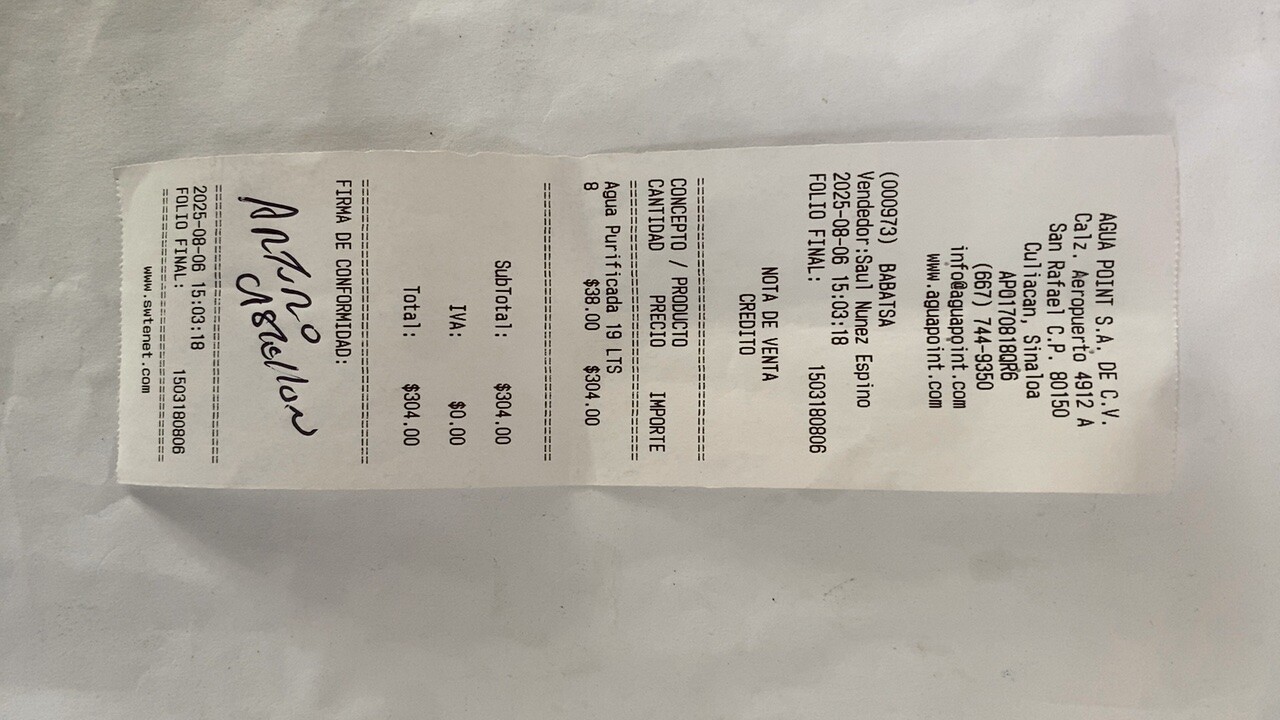 AGUA POINT S.A. DE C.V.
Calz. Aeropuerto 4912 A
San Rafael C.P. 80150
Culiacan, Sinaloa
APO170818QR6
(667) 744-9350
info@aguapoint.com
www.aguapoint.com
(000973) BABATSA
Vendedor:Saul Nunez Espino
2025-08-06 15:03:18
FOLIO FINAL: 1503180806
NOTA DE VENTA
CREDITO
=============================
CONCEPTO / PRODUCTO
CANTIDAD PRECIO IMPORTE
=============================
Agua Purificada 19 LTS
8 $38.00 $304.00
=============================
SubTotal: $304.00
IVA: $0.00
Total: $304.00
=============================
FIRMA DE CONFORMIDAD:
=============================
2025-08-06 15:03:18
FOLIO FINAL: 1503180806
=============================
www.swtenet.com